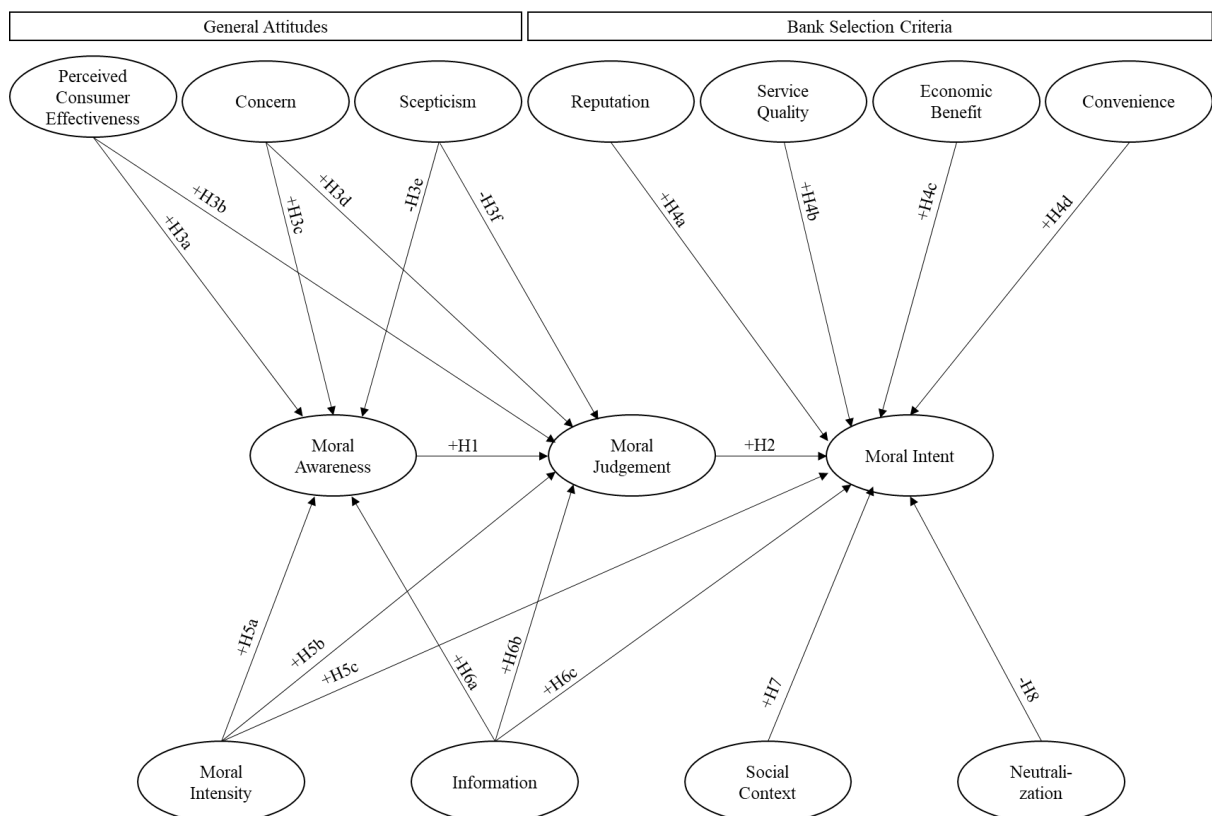 General Attitudes
Bank Selection Criteria
Perceived
Consumer
Effectiveness
Concern
Scepticism
Reputation
Service
Quality
Economic
Benefit
Convenience
+H3a
+H3b
+H3c
+H3d
-H3e
-H3f
+H4a
+H4b
+H4c
+H4d
Moral
Awareness
+H1
Moral
Judgement
+H2
Moral Intent
+H5a
+H5b
+H5c
+H6a
+H6b
+H6c
+H7
-H8
Moral
Intensity
Information
Social
Context
Neutrali-
zation